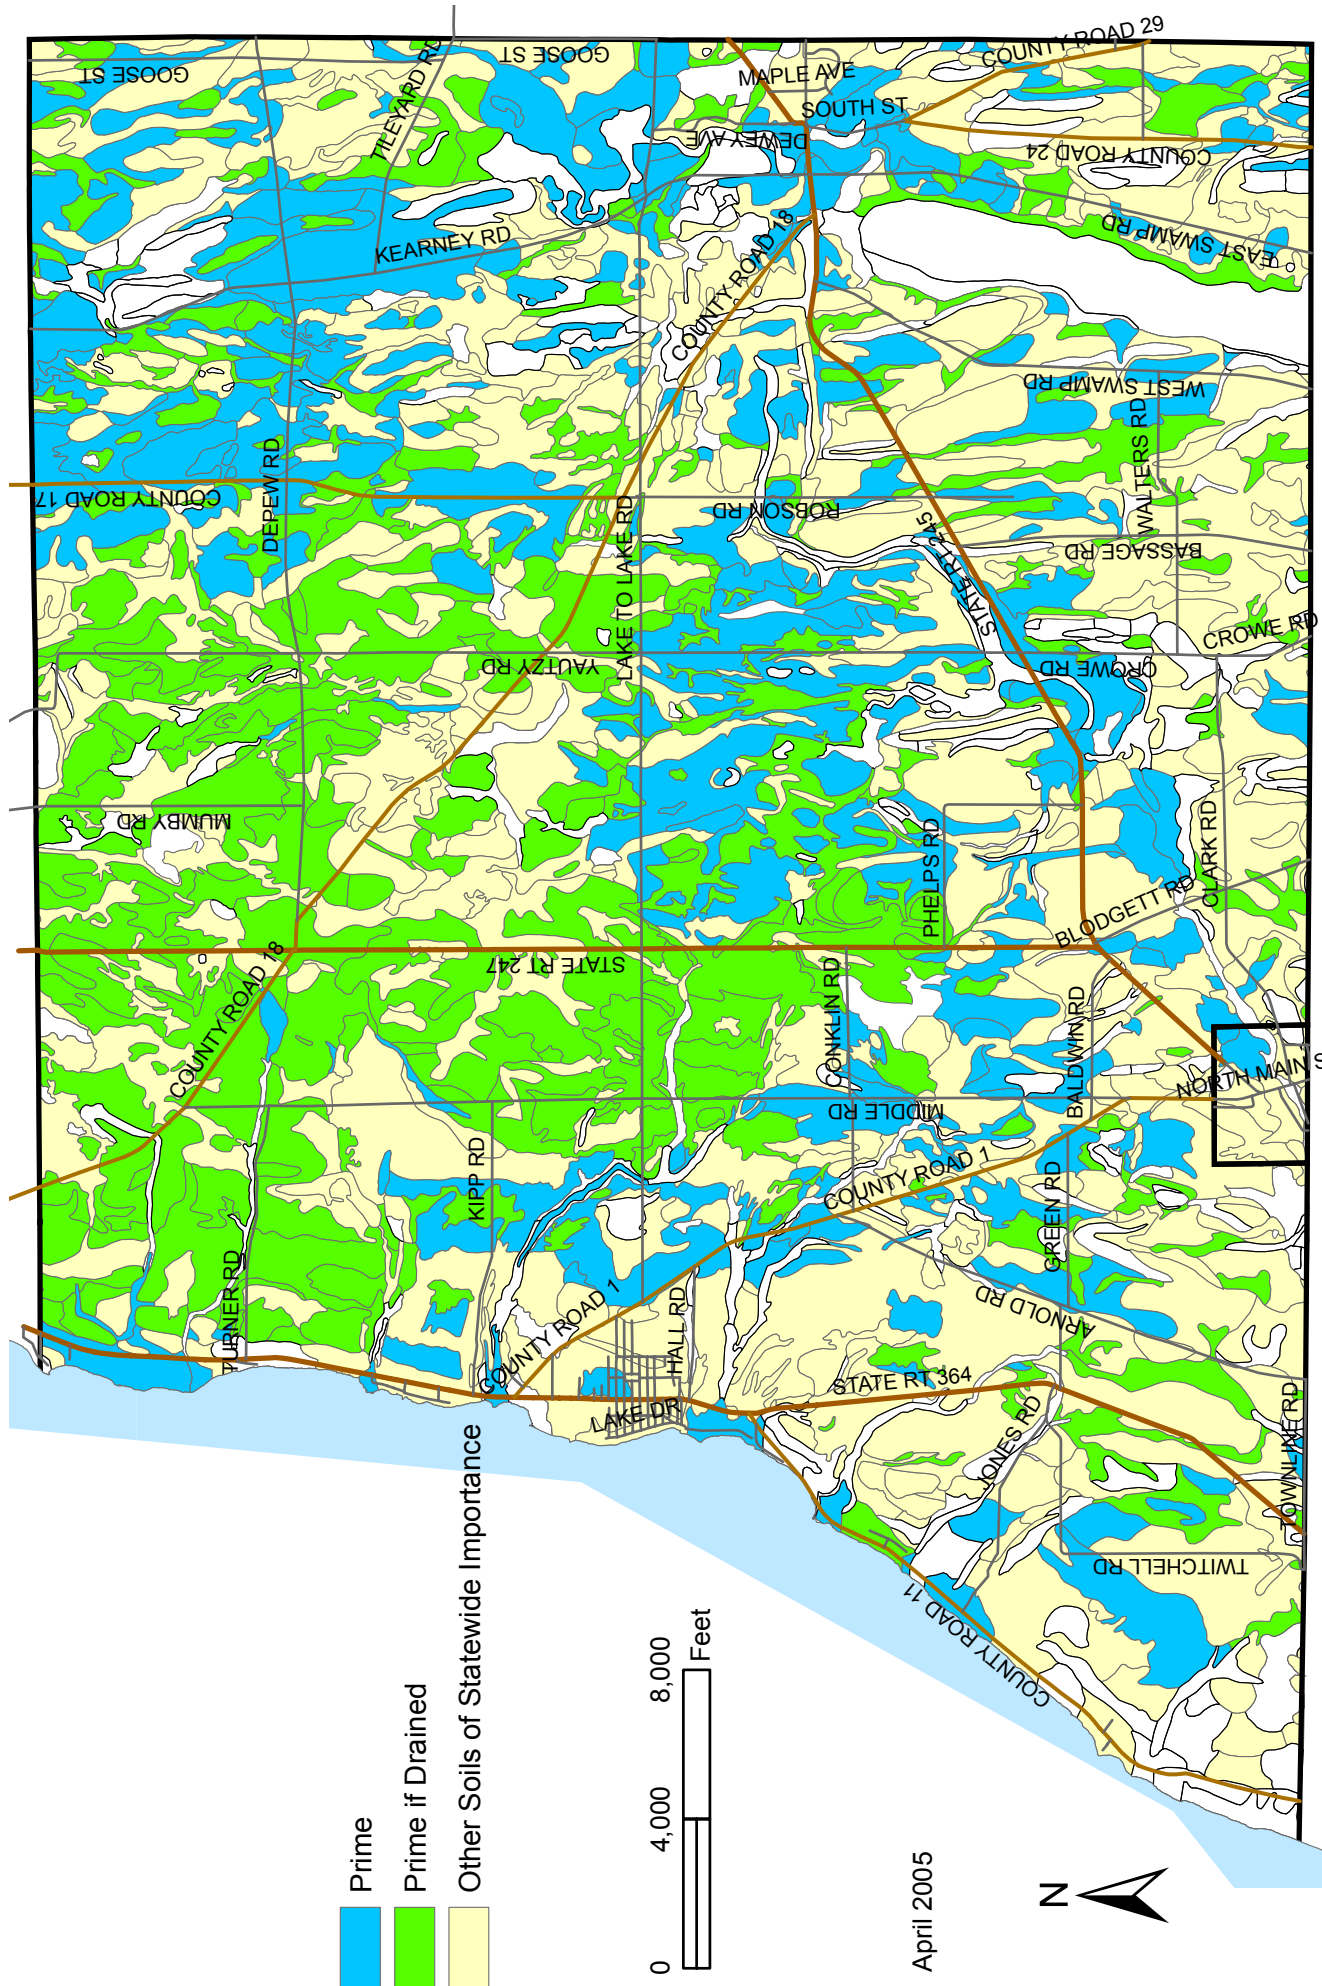 GOOSE ST
GOOSE ST
TILEYARD RD
MAPLE AVE
COUNTY ROAD 29
SOUTH ST
DEWEY AVE
COUNTY ROAD 24
EAST SWAMP RD
KEARNEY RD
COUNTY ROAD 18
WEST SWAMP RD
WALTERS RD
COUNTY ROAD 17
DEPEW RD
LAKE TO LAKE RD
ROBSON RD
STATE RT 245
BASSAGE RD
CROWE RD
CROWE RD
YAUTZY RD
MUMBY RD
PHELPS RD
CLARK RD
BLODGETT RD
STATE RT 247
COUNTY ROAD 18
CONKLIN RD
BALDWIN RD
NORTH MAIN S
MIDDLE RD
KIPP RD
COUNTY ROAD 1
GREEN RD
TURNER RD
COUNTY ROAD 1
HALL RD
ARNOLD RD
LAKE DR
STATE RT 364
JONES RD
TOWNLINE RD
TWITCHELL RD
COUNTY ROAD 11
Prime
Prime if Drained
Other Soils of Statewide Importance
0 4,000 8,000
Feet
April 2005
N